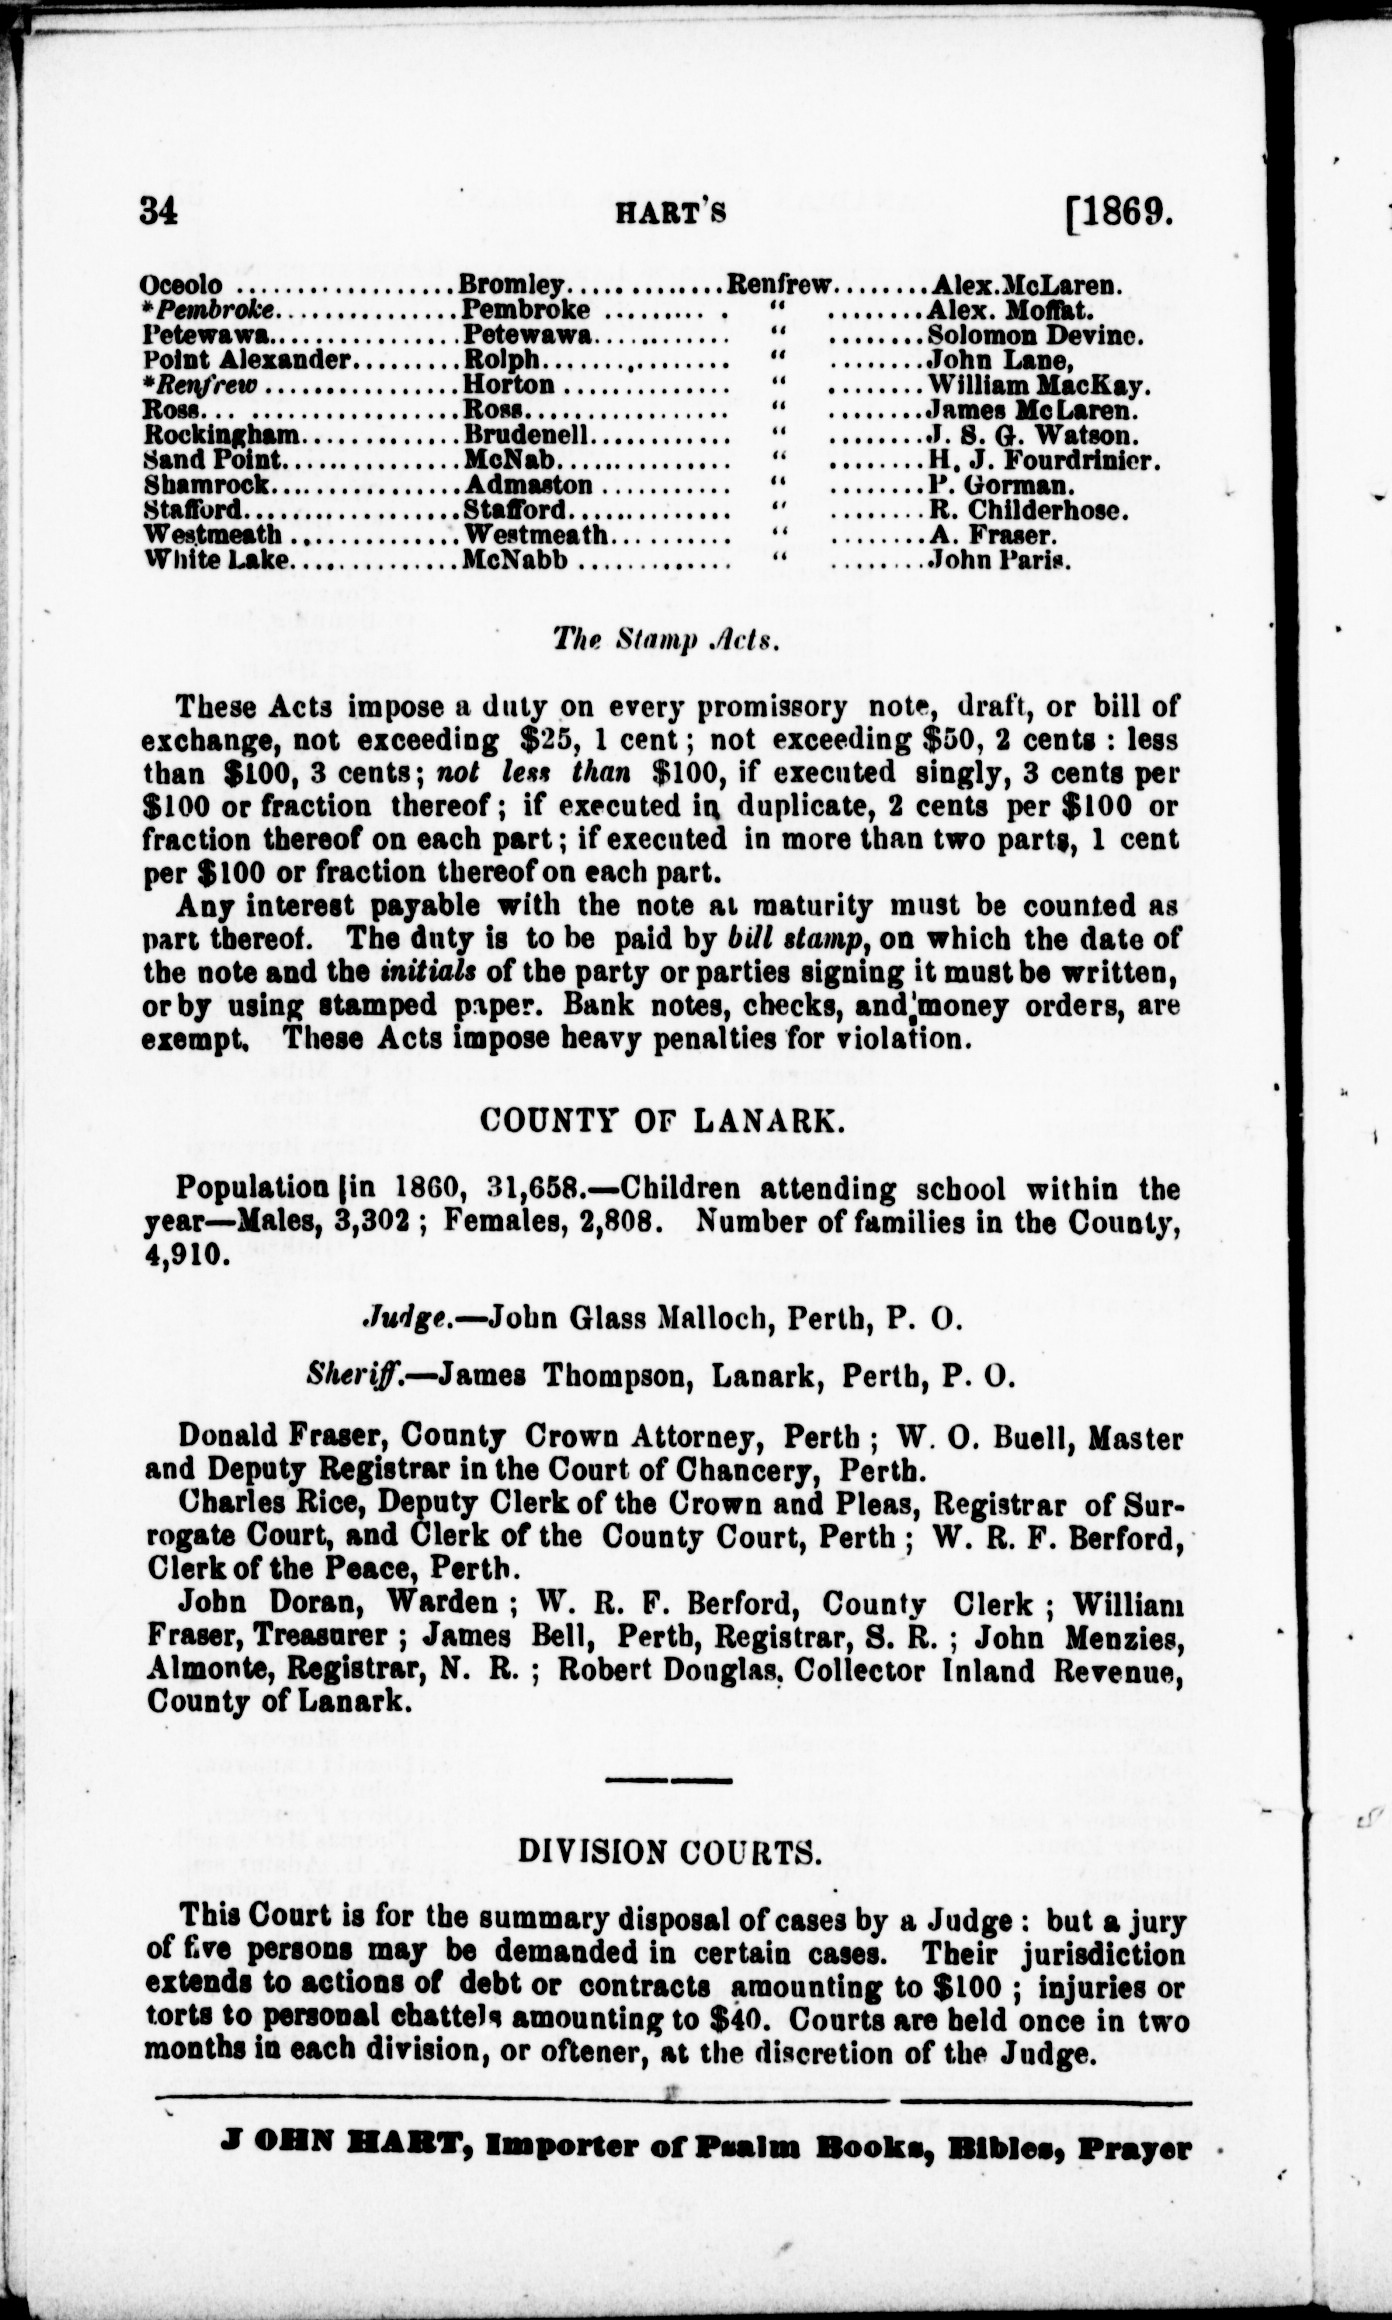 34 HART'S [1869.
Oceolo ..................Bromley.............Renfrew........Alex.McLaren.
*Pembroke...............Pembroke ......... . " ........Alex. Moffat.
Petewawa................Petewawa............ " ........Solomon Devine.
Point Alexander.........Rolph................ " ........John Lane,
*Renfrew ................Horton .............. " ........William MacKay.
Ross... .................Ross................. " ........James McLaren.
Rockingham.............Brudenell............ " ........J. S. G. Watson.
Sand Point...............McNab............... " ........H. J. Fourdrinier.
Shamrock................Admaston ........... " ........P. Gorman.
Stafford..................Stafford.............. " ........R. Childerhose.
Westmeath ..............Westmeath.......... " ........A. Fraser.
White Lake..............McNabb ............. " ........John Paris.
The Stamp Acts.
These Acts impose a duty on every promissory note, draft, or bill of
exchange, not exceeding $25, 1 cent; not exceeding $50, 2 cents : less
than $100, 3 cents; not less than $100, if executed singly, 3 cents per
$100 or fraction thereof; if executed in duplicate, 2 cents per $100 or
fraction thereof on each part; if executed in more than two parts, 1 cent
per $100 or fraction thereof on each part.
Any interest payable with the note at maturity must be counted as
part thereof. The duty is to be paid by bill stamp, on which the date of
the note and the initials of the party or parties signing it must be written,
or by using stamped paper. Bank notes, checks, and money orders, are
exempt. These Acts impose heavy penalties for violation.
COUNTY OF LANARK.
Population in 1860, 31,658.—Children attending school within the
year—Males, 3,302 ; Females, 2,808. Number of families in the County,
4,910.
Judge.—John Glass Malloch, Perth, P. O.
Sheriff.—James Thompson, Lanark, Perth, P. O.
Donald Fraser, County Crown Attorney, Perth ; W. O. Buell, Master
and Deputy Registrar in the Court of Chancery, Perth.
Charles Rice, Deputy Clerk of the Crown and Pleas, Registrar of Sur-
rogate Court, and Clerk of the County Court, Perth ; W. R. F. Berford,
Clerk of the Peace, Perth.
John Doran, Warden ; W. R. F. Berford, County Clerk ; William
Fraser, Treasurer ; James Bell, Perth, Registrar, S. R. ; John Menzies,
Almonte, Registrar, N. R. ; Robert Douglas, Collector Inland Revenue,
County of Lanark.
DIVISION COURTS.
This Court is for the summary disposal of cases by a Judge : but a jury
of five persons may be demanded in certain cases. Their jurisdiction
extends to actions of debt or contracts amounting to $100 ; injuries or
torts to personal chattels amounting to $40. Courts are held once in two
months in each division, or oftener, at the discretion of the Judge.
JOHN HART, Importer of Psalm Books, Bibles, Prayer